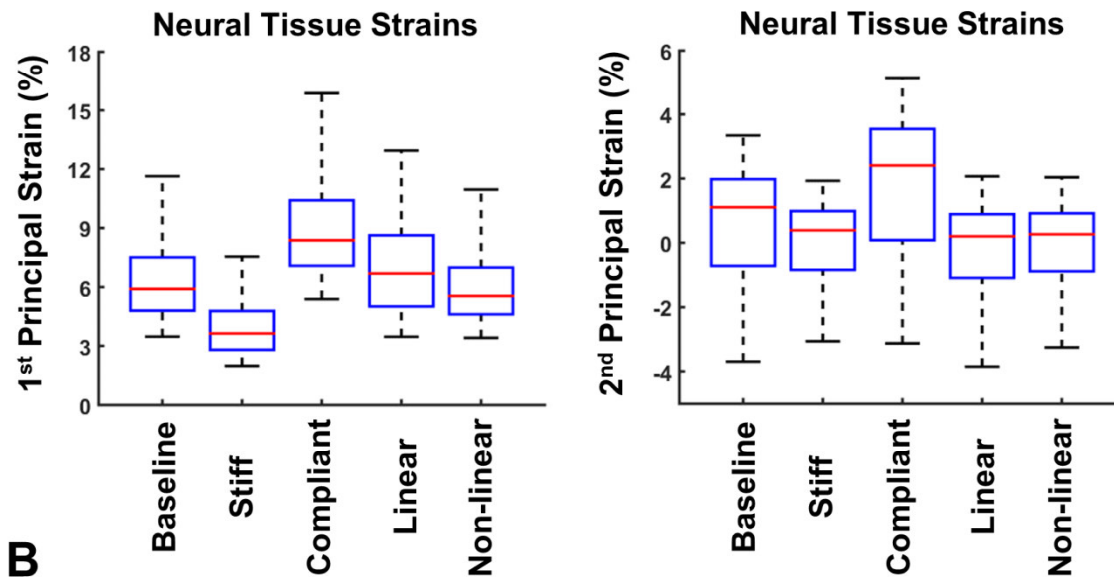 Neural Tissue Strains
1st Principal Strain (%)
18
15
12
9
6
3
0
Baseline
Stiff
Compliant
Linear
Non-linear
Neural Tissue Strains
2nd Principal Strain (%)
6
4
2
0
-2
-4
Baseline
Stiff
Compliant
Linear
Non-linear
B